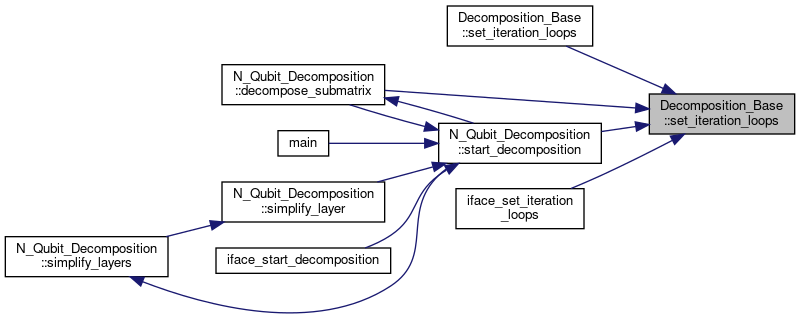 Decomposition_Base
::set_iteration_loops
N_Qubit_Decomposition
::decompose_submatrix
Decomposition_Base
::set_iteration_loops
main
N_Qubit_Decomposition
::start_decomposition
N_Qubit_Decomposition
::simplify_layer
iface_set_iteration
_loops
N_Qubit_Decomposition
::simplify_layers
iface_start_decomposition